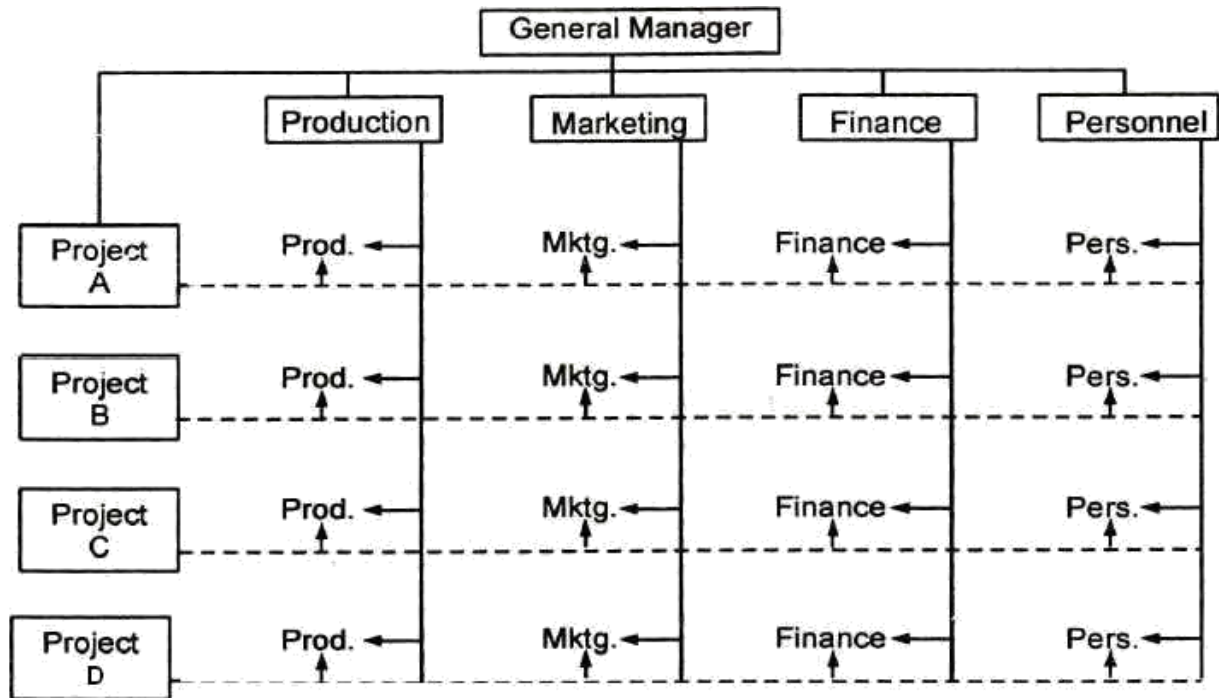 General Manager
Production Marketing Finance Personnel
Project
A
Prod. Mktg. Finance Pers.
Project
B
Prod. Mktg. Finance Pers.
Project
C
Prod. Mktg. Finance Pers.
Project
D
Prod. Mktg. Finance Pers.